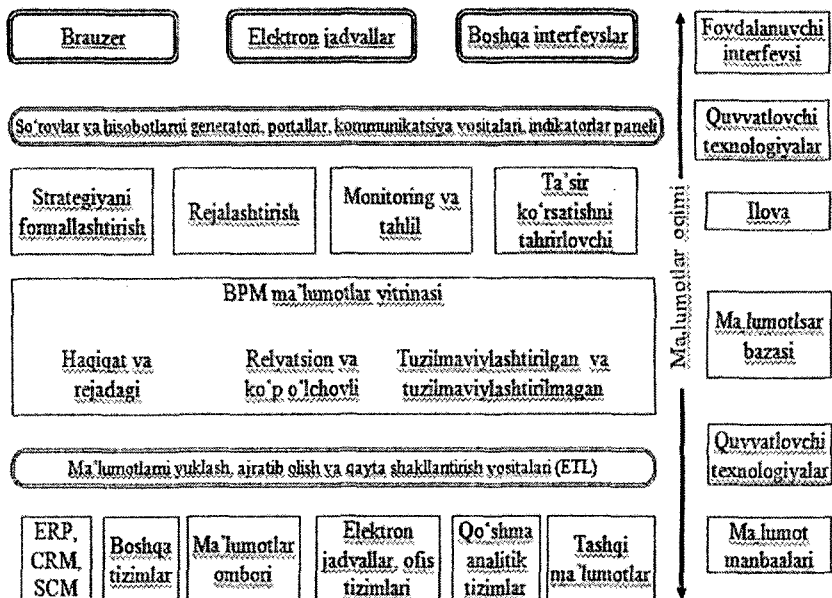 Brauzer
Elektron jadvallar
Boshqa interfeyslar
Foydalanuvchi
interfeysi
So‘rovlar va hisobotlarni generatori, portallar, kommunikatsiya vositalari, indikatorlar paneli
Quvvatlovchi
texnologiyalar
Strategiyani
formallashtirish
Rejalashtirish
Monitoring va
tahlil
Ta’sir
ko‘rsatishni
tahrirlovchi
Ilova
Ma,lumotlar oqimi
BPM ma’lumotlar vitrinasi
Haqiqat va
rejadagi
Relyatsion va
ko‘p o‘lchovli
Tuzilmaviylashtirilgan va
tuzilmaviylashtirilmagan
Ma,lumotlsar
bazasi
Ma’lumotlarni yuklash, ajratib olish va qayta shakllantirish vositalari (ETL)
Quvvatlovchi
texnologiyalar
ERP,
CRM,
SCM
Boshqa
tizimlar
Ma’lumotlar
ombori
Elektron
jadvallar, ofis
tizimlari
Qo‘shma
analitik
tizimlar
Tashqi
ma’lumotlar
Ma,lumot
manbaalari